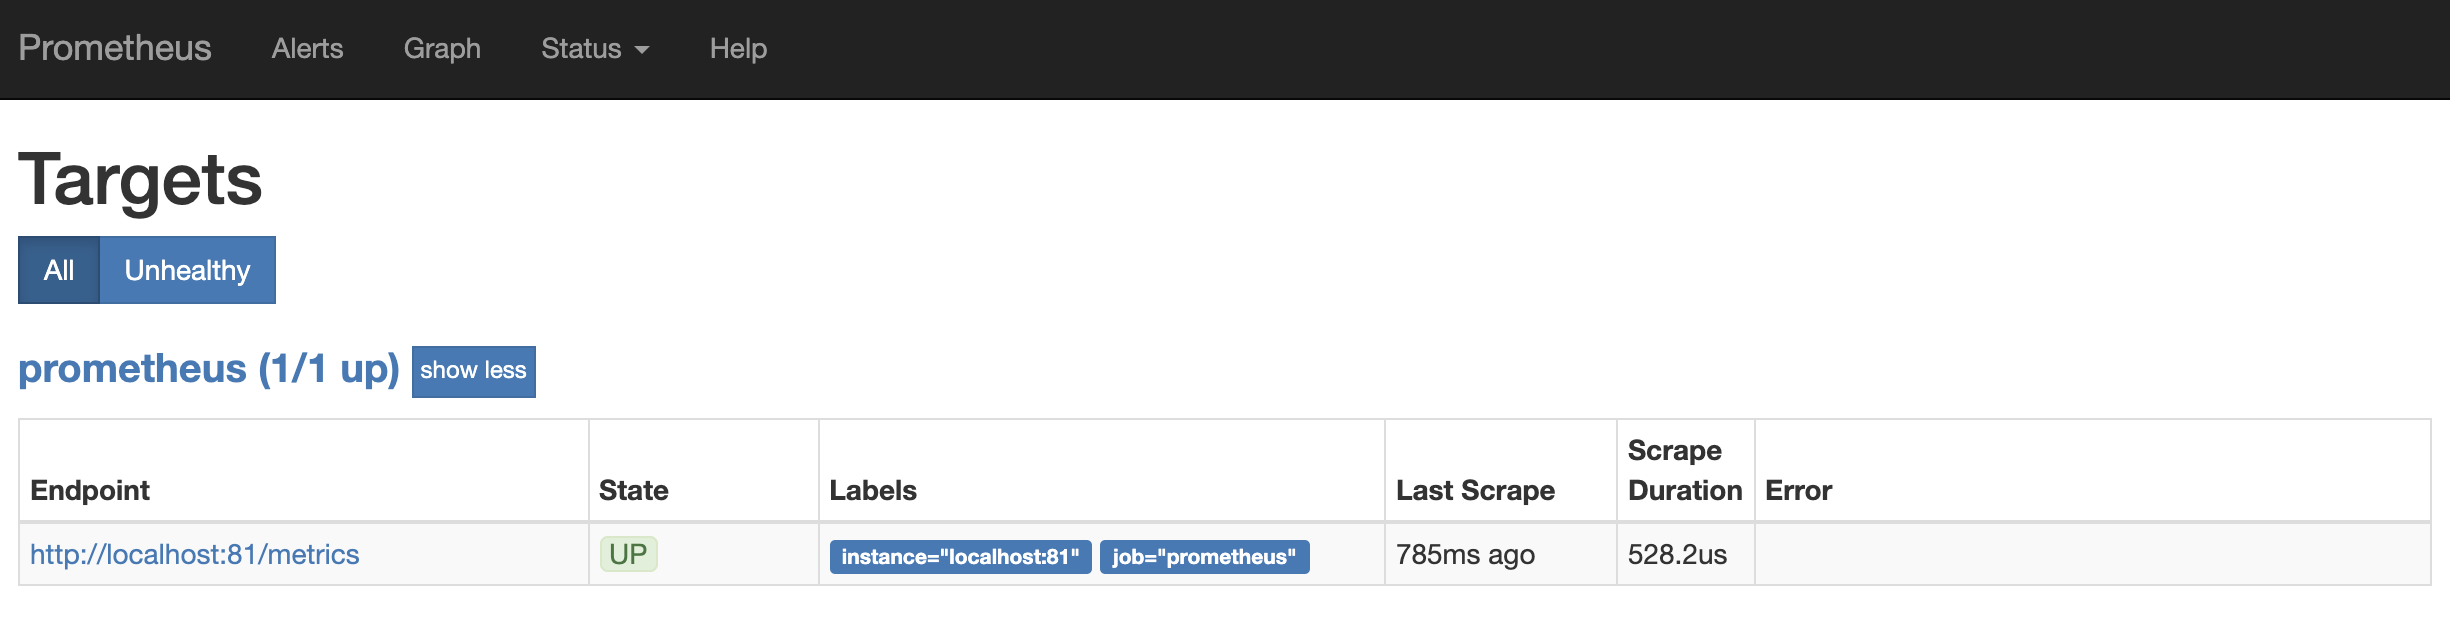 Prometheus Alerts Graph Status Help
Targets
All Unhealthy
prometheus (1/1 up) show less
Endpoint State Labels Last Scrape Scrape Duration Error
http://localhost:81/metrics UP instance="localhost:81" job="prometheus" 785ms ago 528.2us